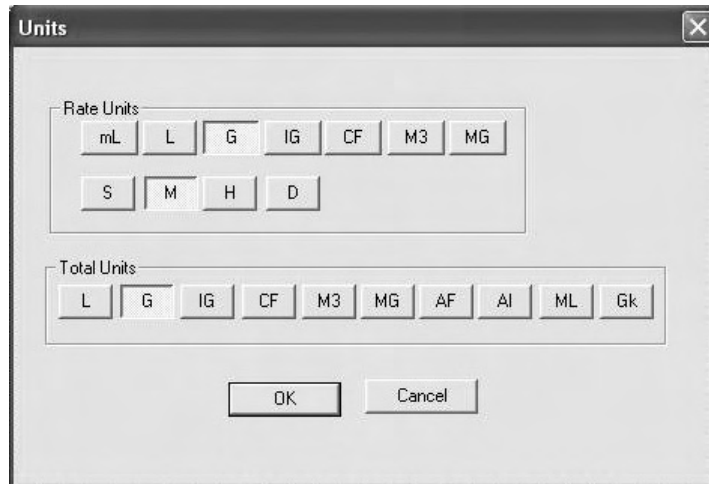 Units
Rate Units
mL L G IG CF M3 MG
S M H D
Total Units
L G IG CF M3 MG AF AI ML Gk
OK Cancel